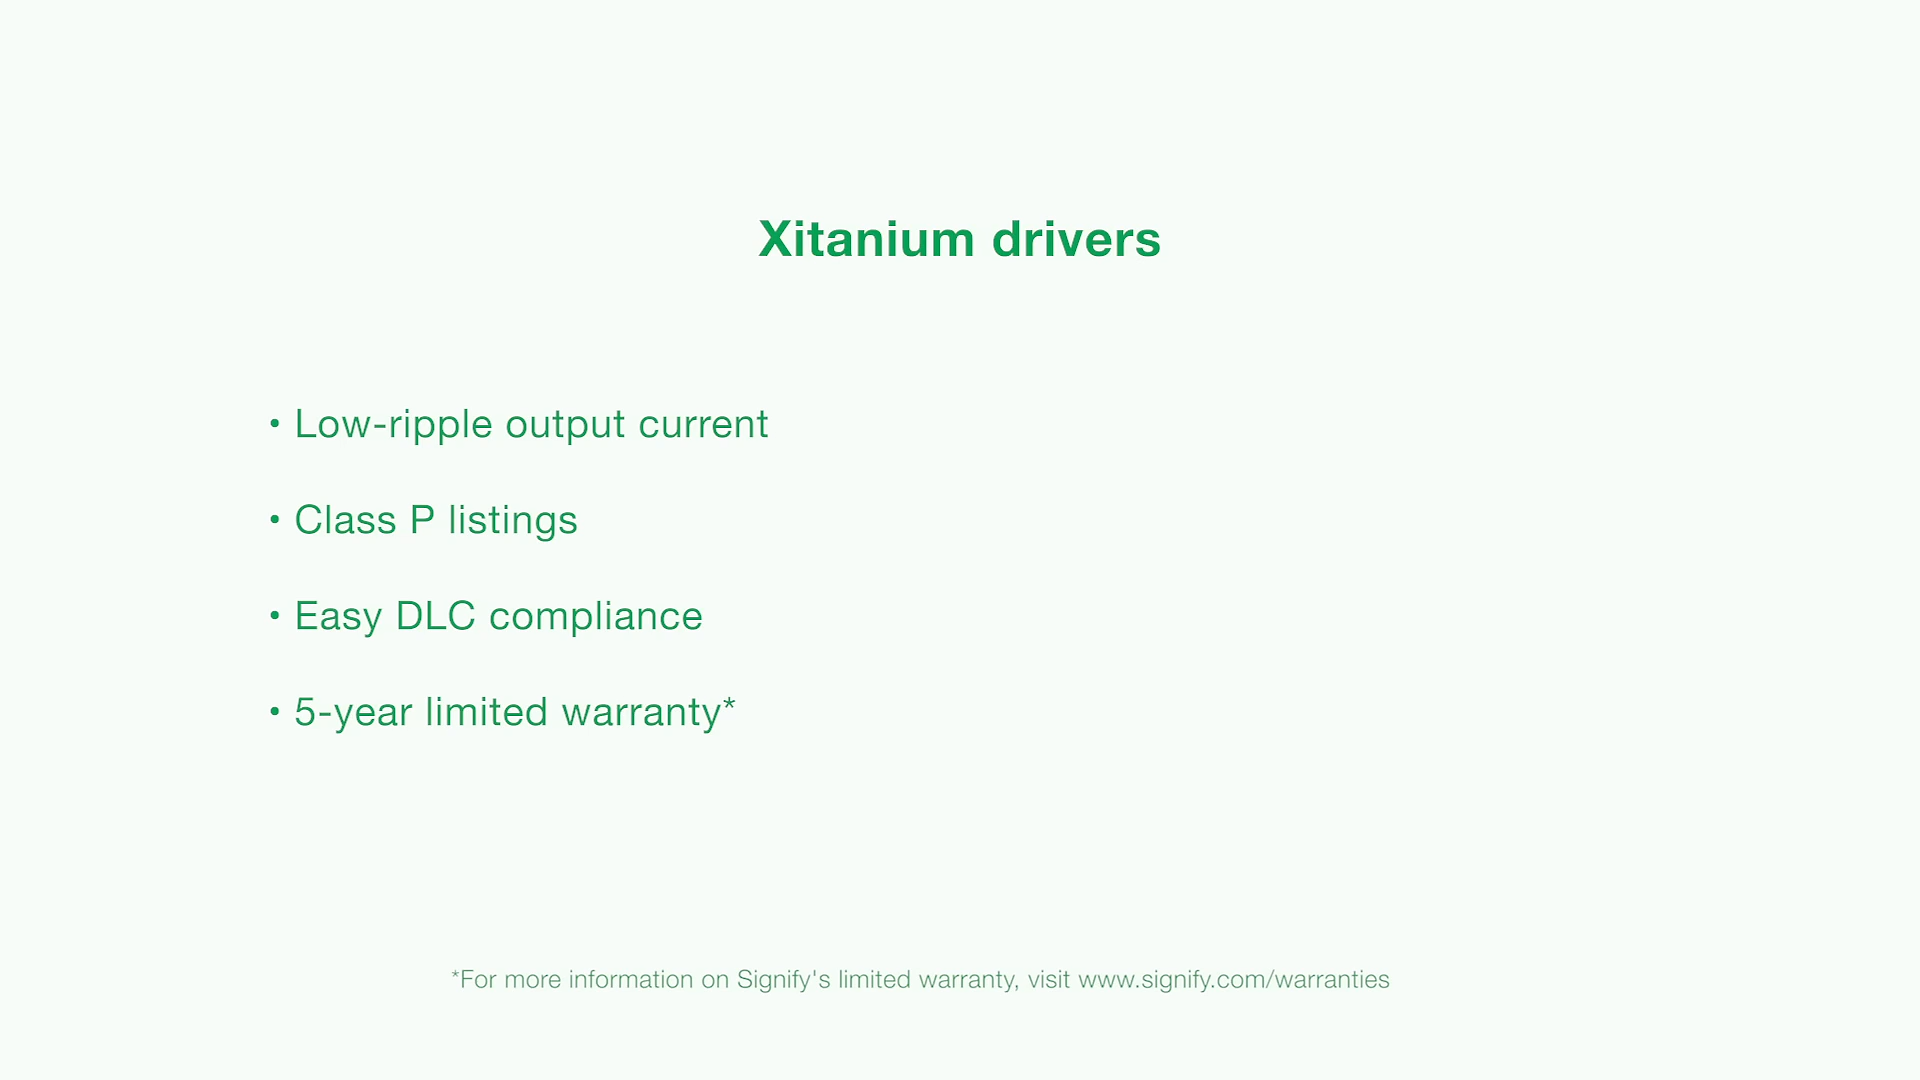 Xitanium drivers
• Low-ripple output current
• Class P listings
• Easy DLC compliance
• 5-year limited warranty*
*For more information on Signify's limited warranty, visit www.signify.com/warranties